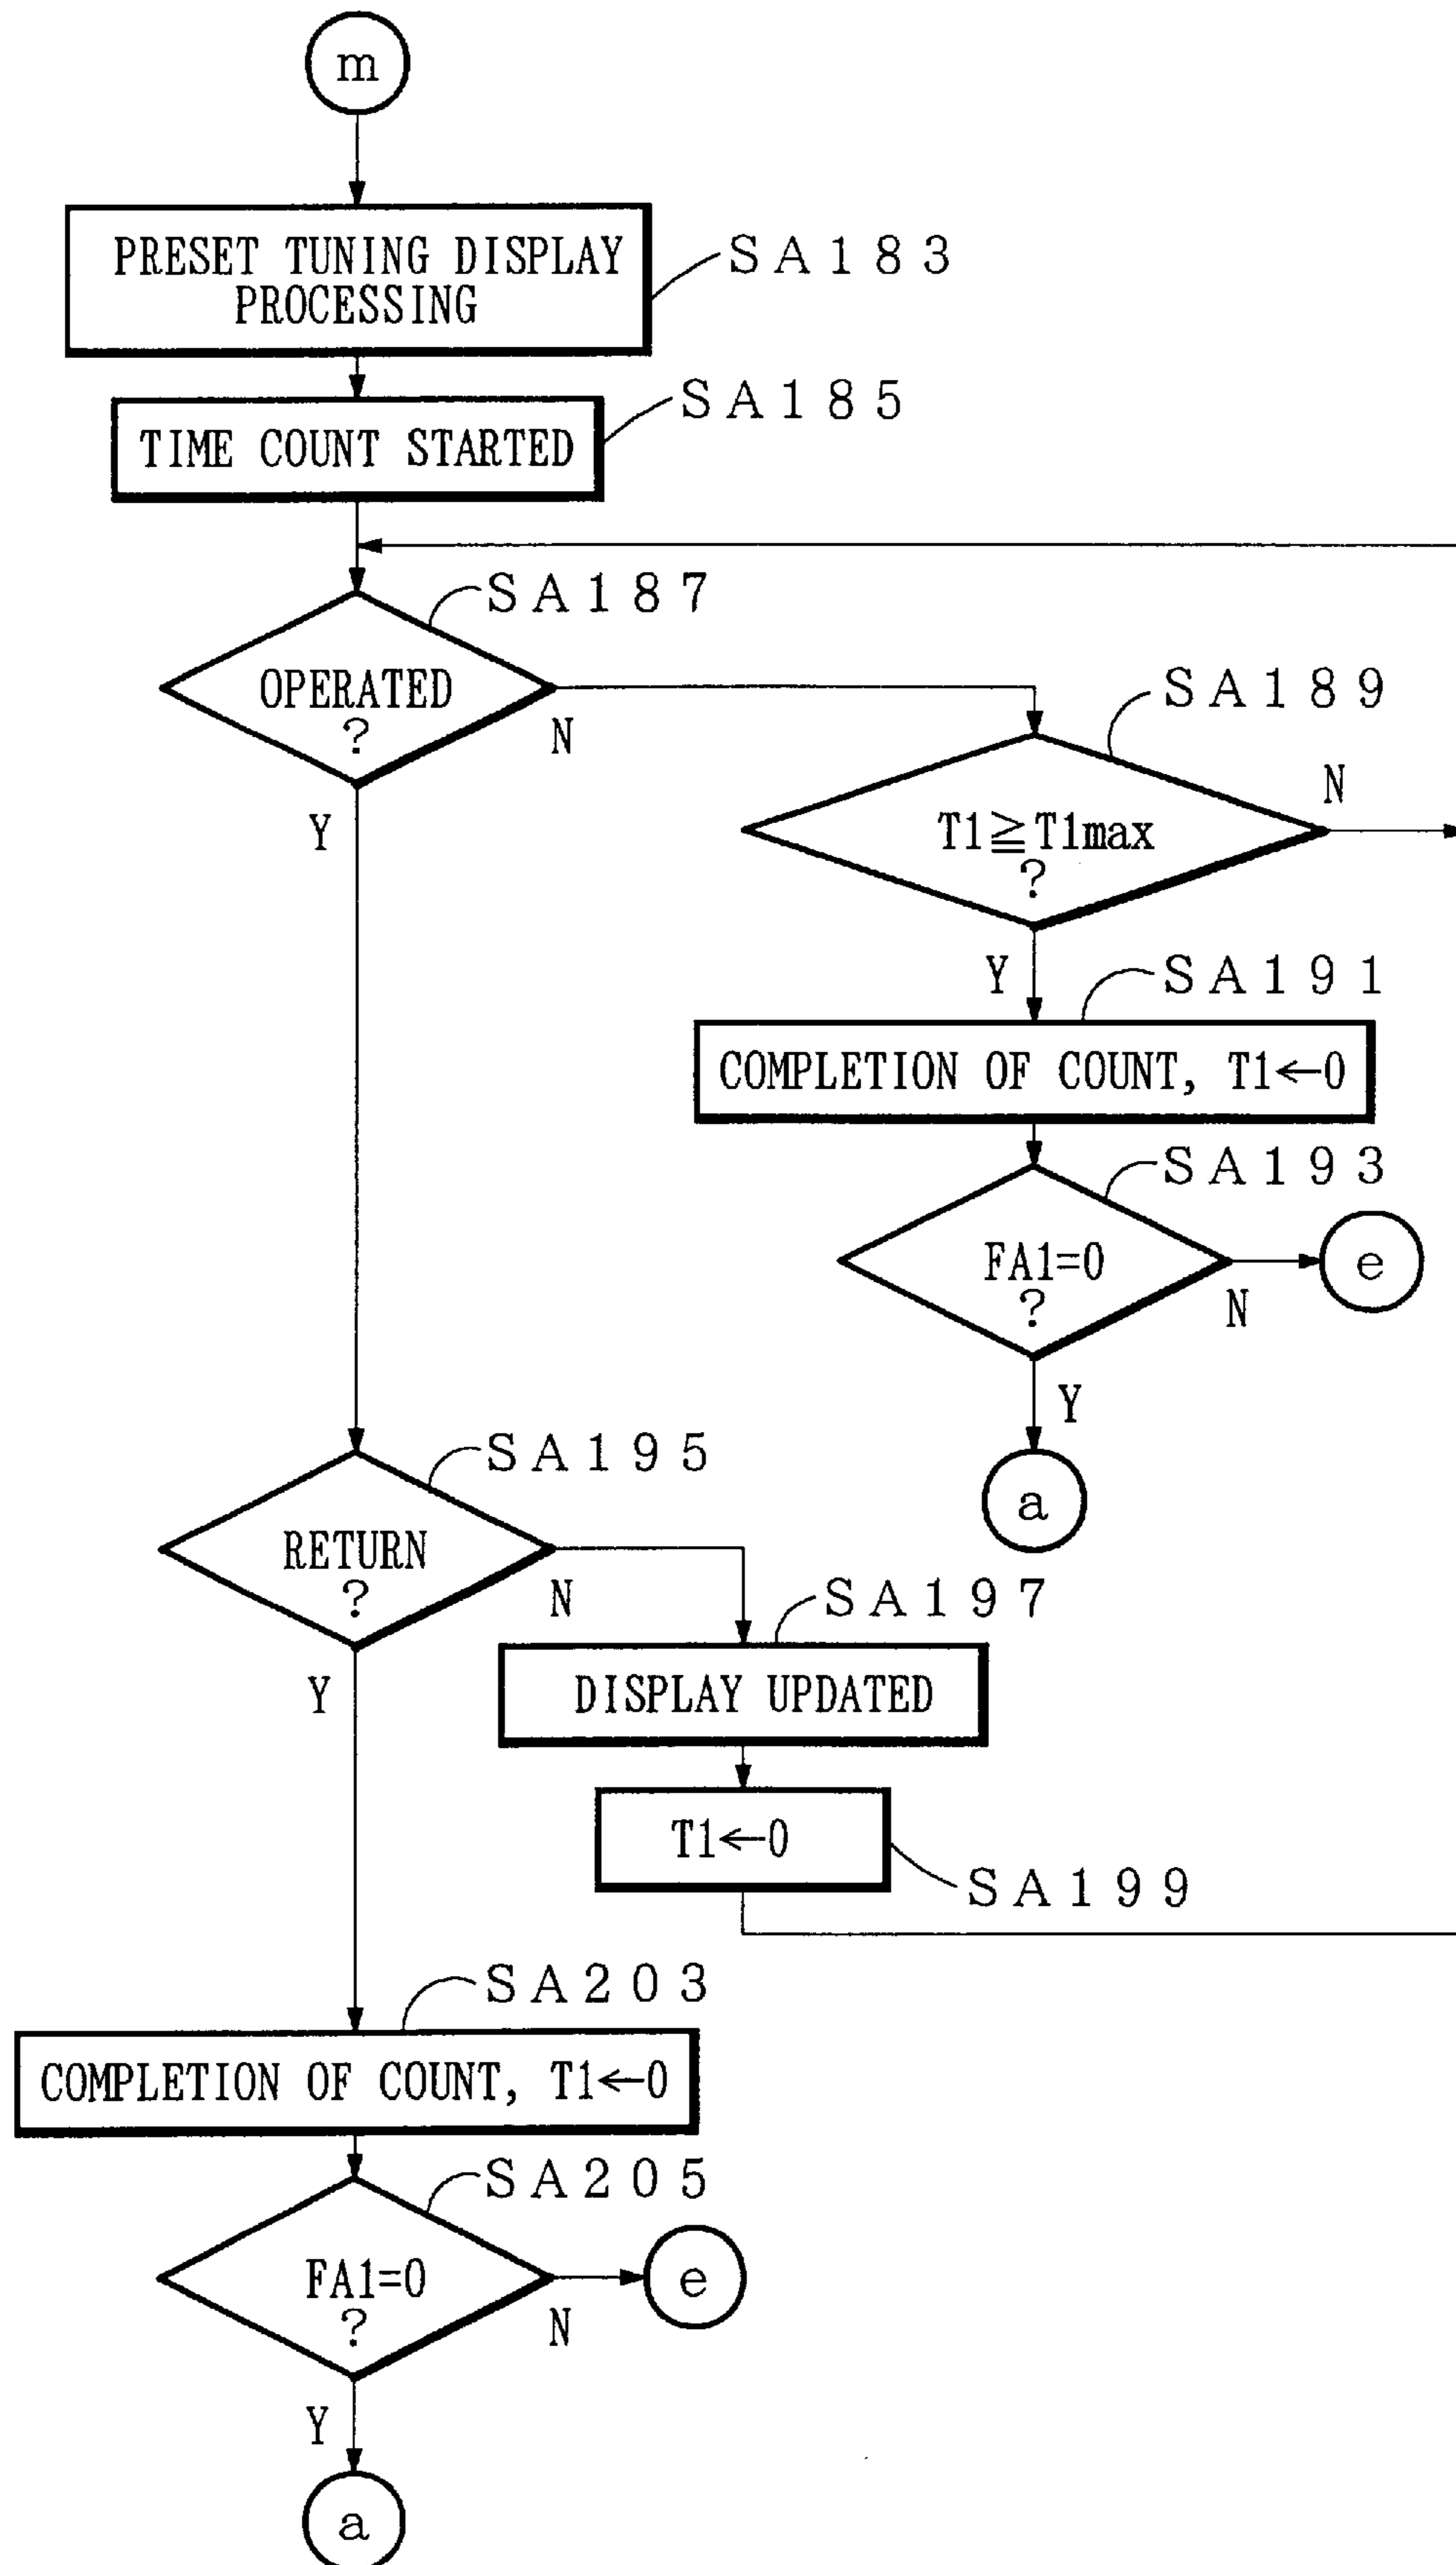 m
PRESET TUNING DISPLAY
PROCESSING
SA183
SA185
TIME COUNT STARTED
SA187
OPERATED
?
N
Y
SA189
T1≧T1max
?
N
Y
SA191
COMPLETION OF COUNT, T1←0
SA193
FA1=0
?
N
e
Y
a
SA195
RETURN
?
N
Y
SA197
DISPLAY UPDATED
T1←0
SA199
SA203
COMPLETION OF COUNT, T1←0
SA205
FA1=0
?
N
e
Y
a